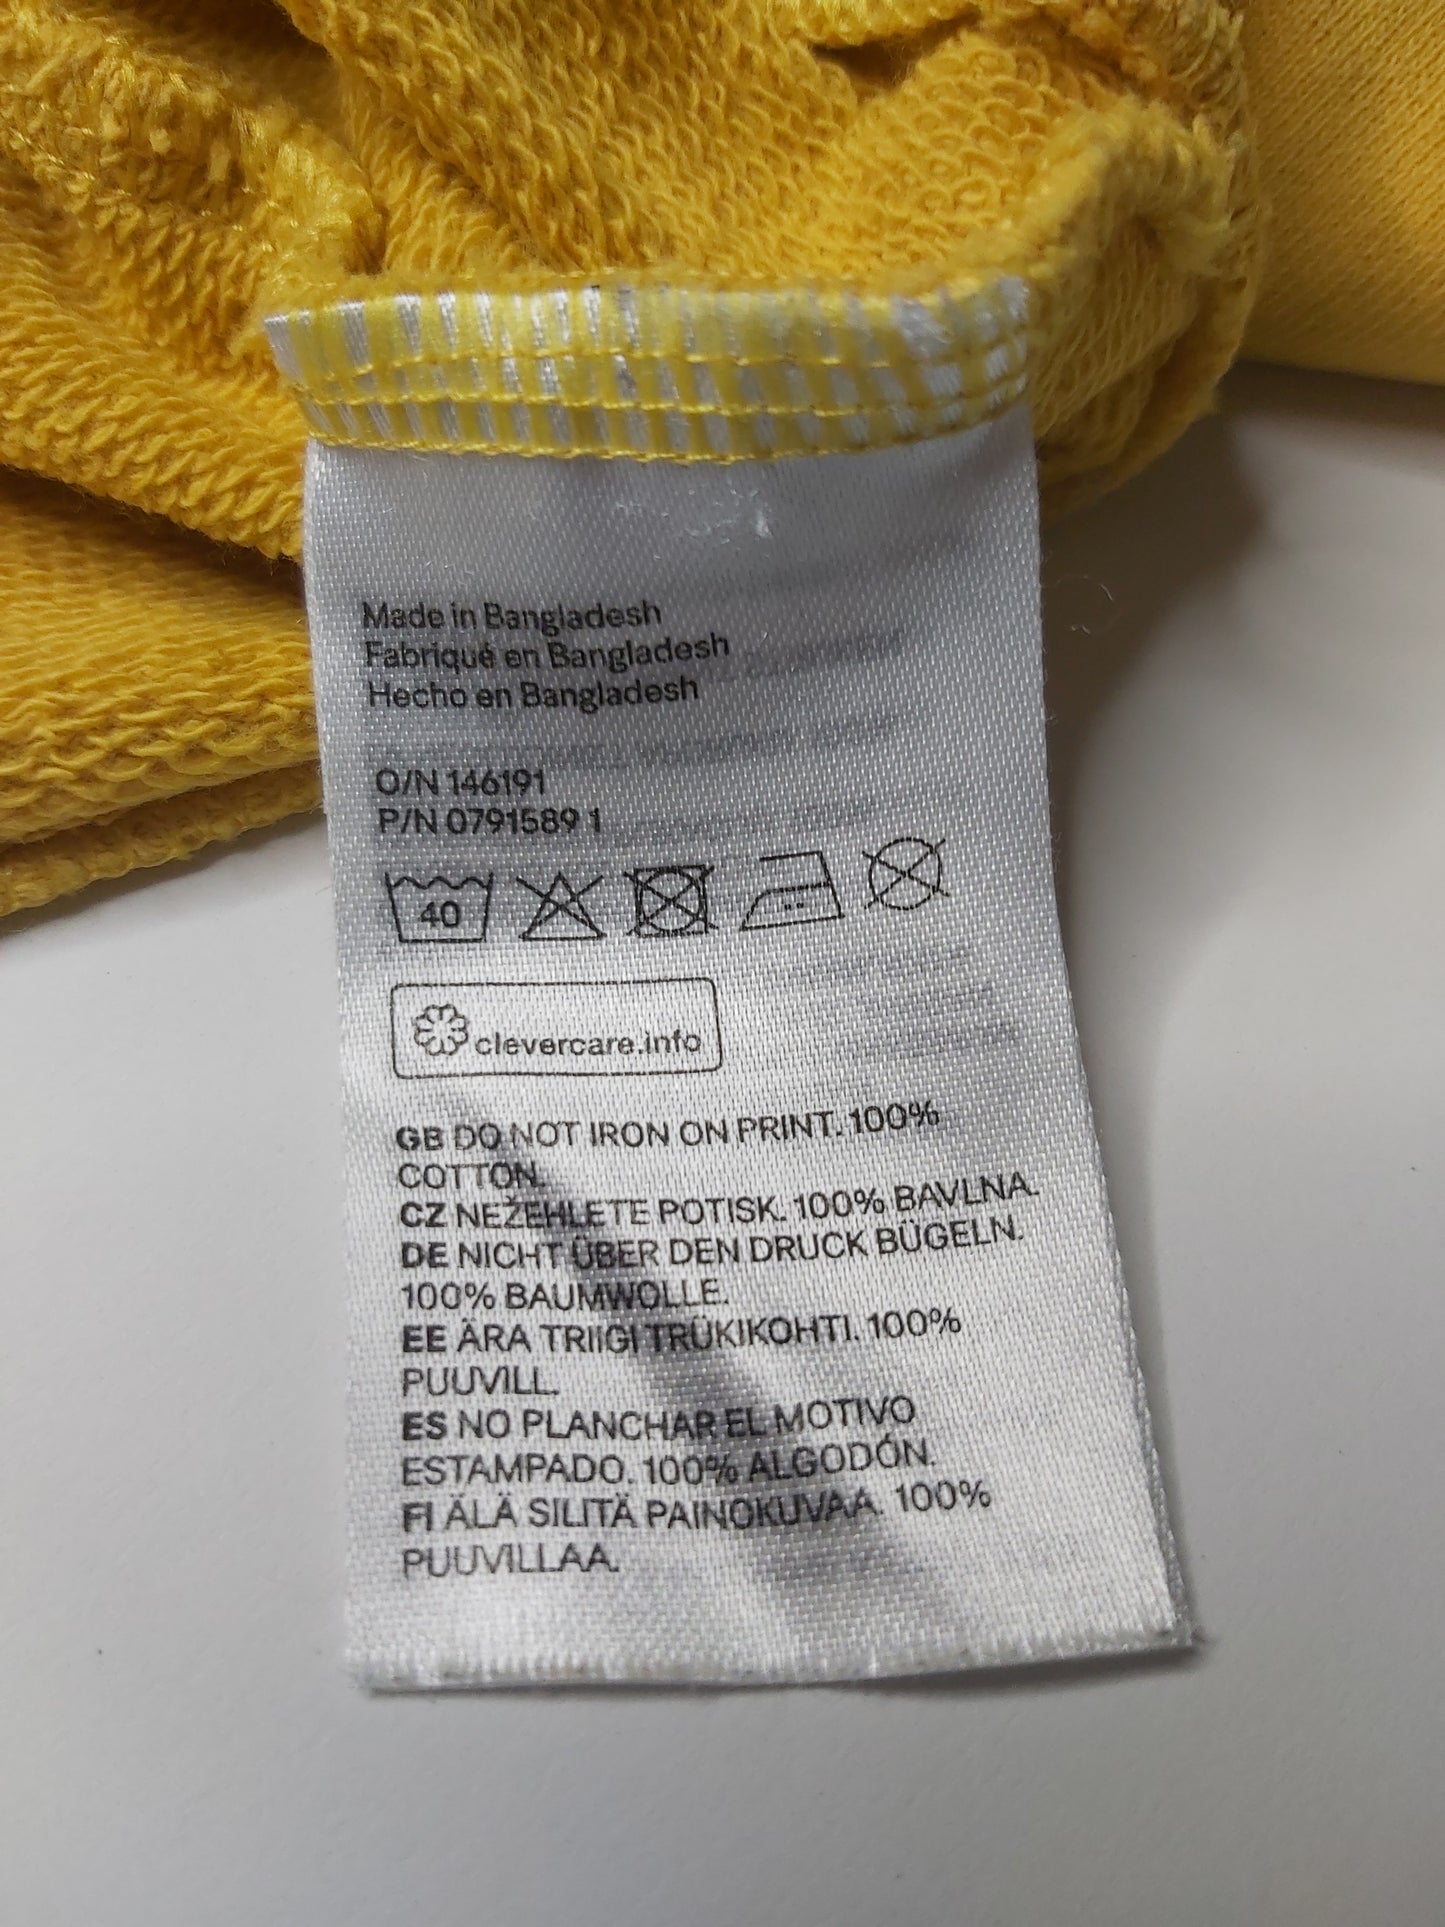 Made in Bangladesh
Fabriqué en Bangladesh
Hecho en Bangladesh
O/N 146191
P/N 0791589 1
40
clevercare.info
GB DO NOT IRON ON PRINT. 100%
COTTON.
CZ NEŽEHLETE POTISK. 100% BAVLNA.
DE NICHT ÜBER DEN DRUCK BÜGELN.
100% BAUMWOLLE.
EE ÄRA TRIIGI TRÜKIKOHTI. 100%
PUUVILL.
ES NO PLANCHAR EL MOTIVO
ESTAMPADO. 100% ALGODÓN.
FI ÄLÄ SILITÄ PAINOKUVAA. 100%
PUUVILLAA.